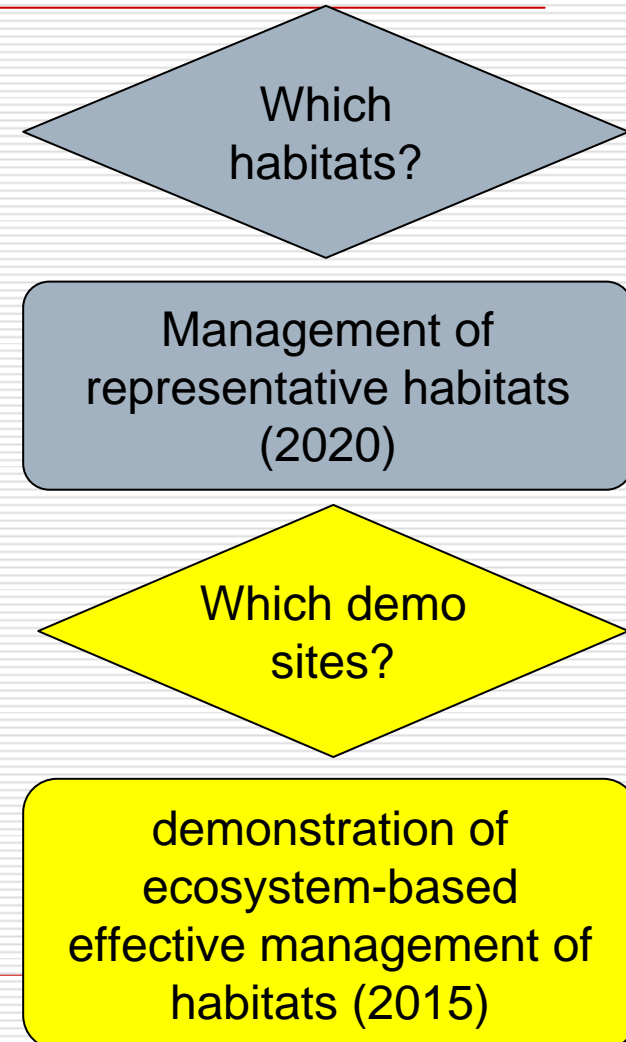 Which
habitats?
Management of
representative habitats
(2020)
Which demo
sites?
demonstration of
ecosystem-based
effective management of
habitats (2015)